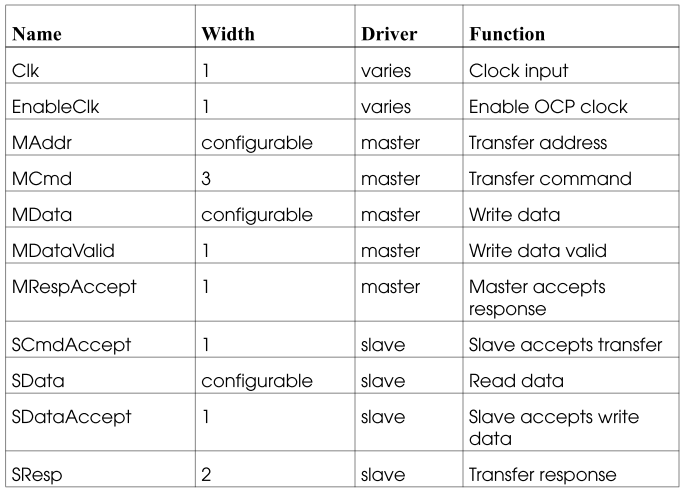 Name Width Driver Function
Clk 1 varies Clock input
EnableClk 1 varies Enable OCP clock
MAddr configurable master Transfer address
MCmd 3 master Transfer command
MData configurable master Write data
MDataValid 1 master Write data valid
MRespAccept 1 master Master accepts
response
SCmdAccept 1 slave Slave accepts transfer
SData configurable slave Read data
SDataAccept 1 slave Slave accepts write
data
SResp 2 slave Transfer response